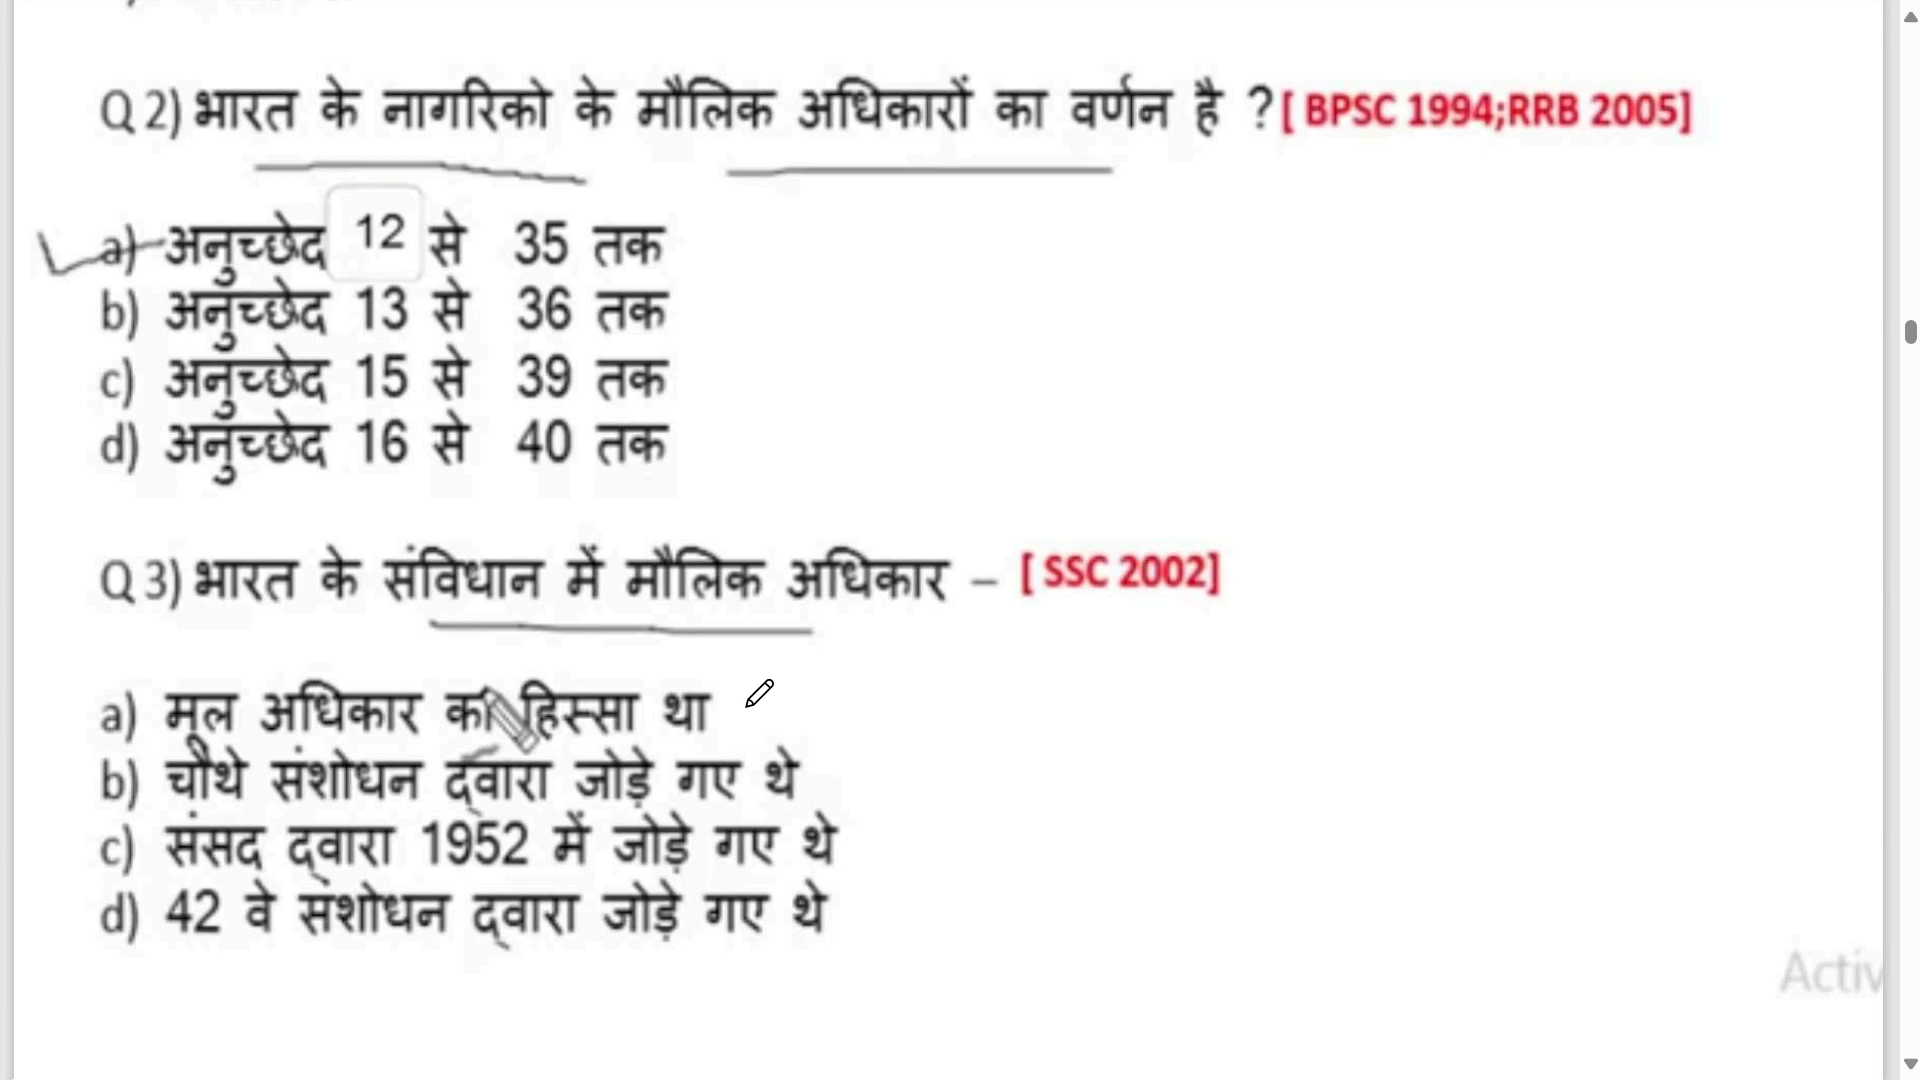 Q 2) भारत के नागरिको के मौलिक अधिकारों का वर्णन है ? [ BPSC 1994;RRB 2005]
a) अनुच्छेद 12 से 35 तक
b) अनुच्छेद 13 से 36 तक
c) अनुच्छेद 15 से 39 तक
d) अनुच्छेद 16 से 40 तक
Q 3) भारत के संविधान में मौलिक अधिकार – [ SSC 2002]
a) मूल अधिकार का हिस्सा था
b) चौथे संशोधन द्वारा जोड़े गए थे
c) संसद द्वारा 1952 में जोड़े गए थे
d) 42 वे संशोधन द्वारा जोड़े गए थे
Activ